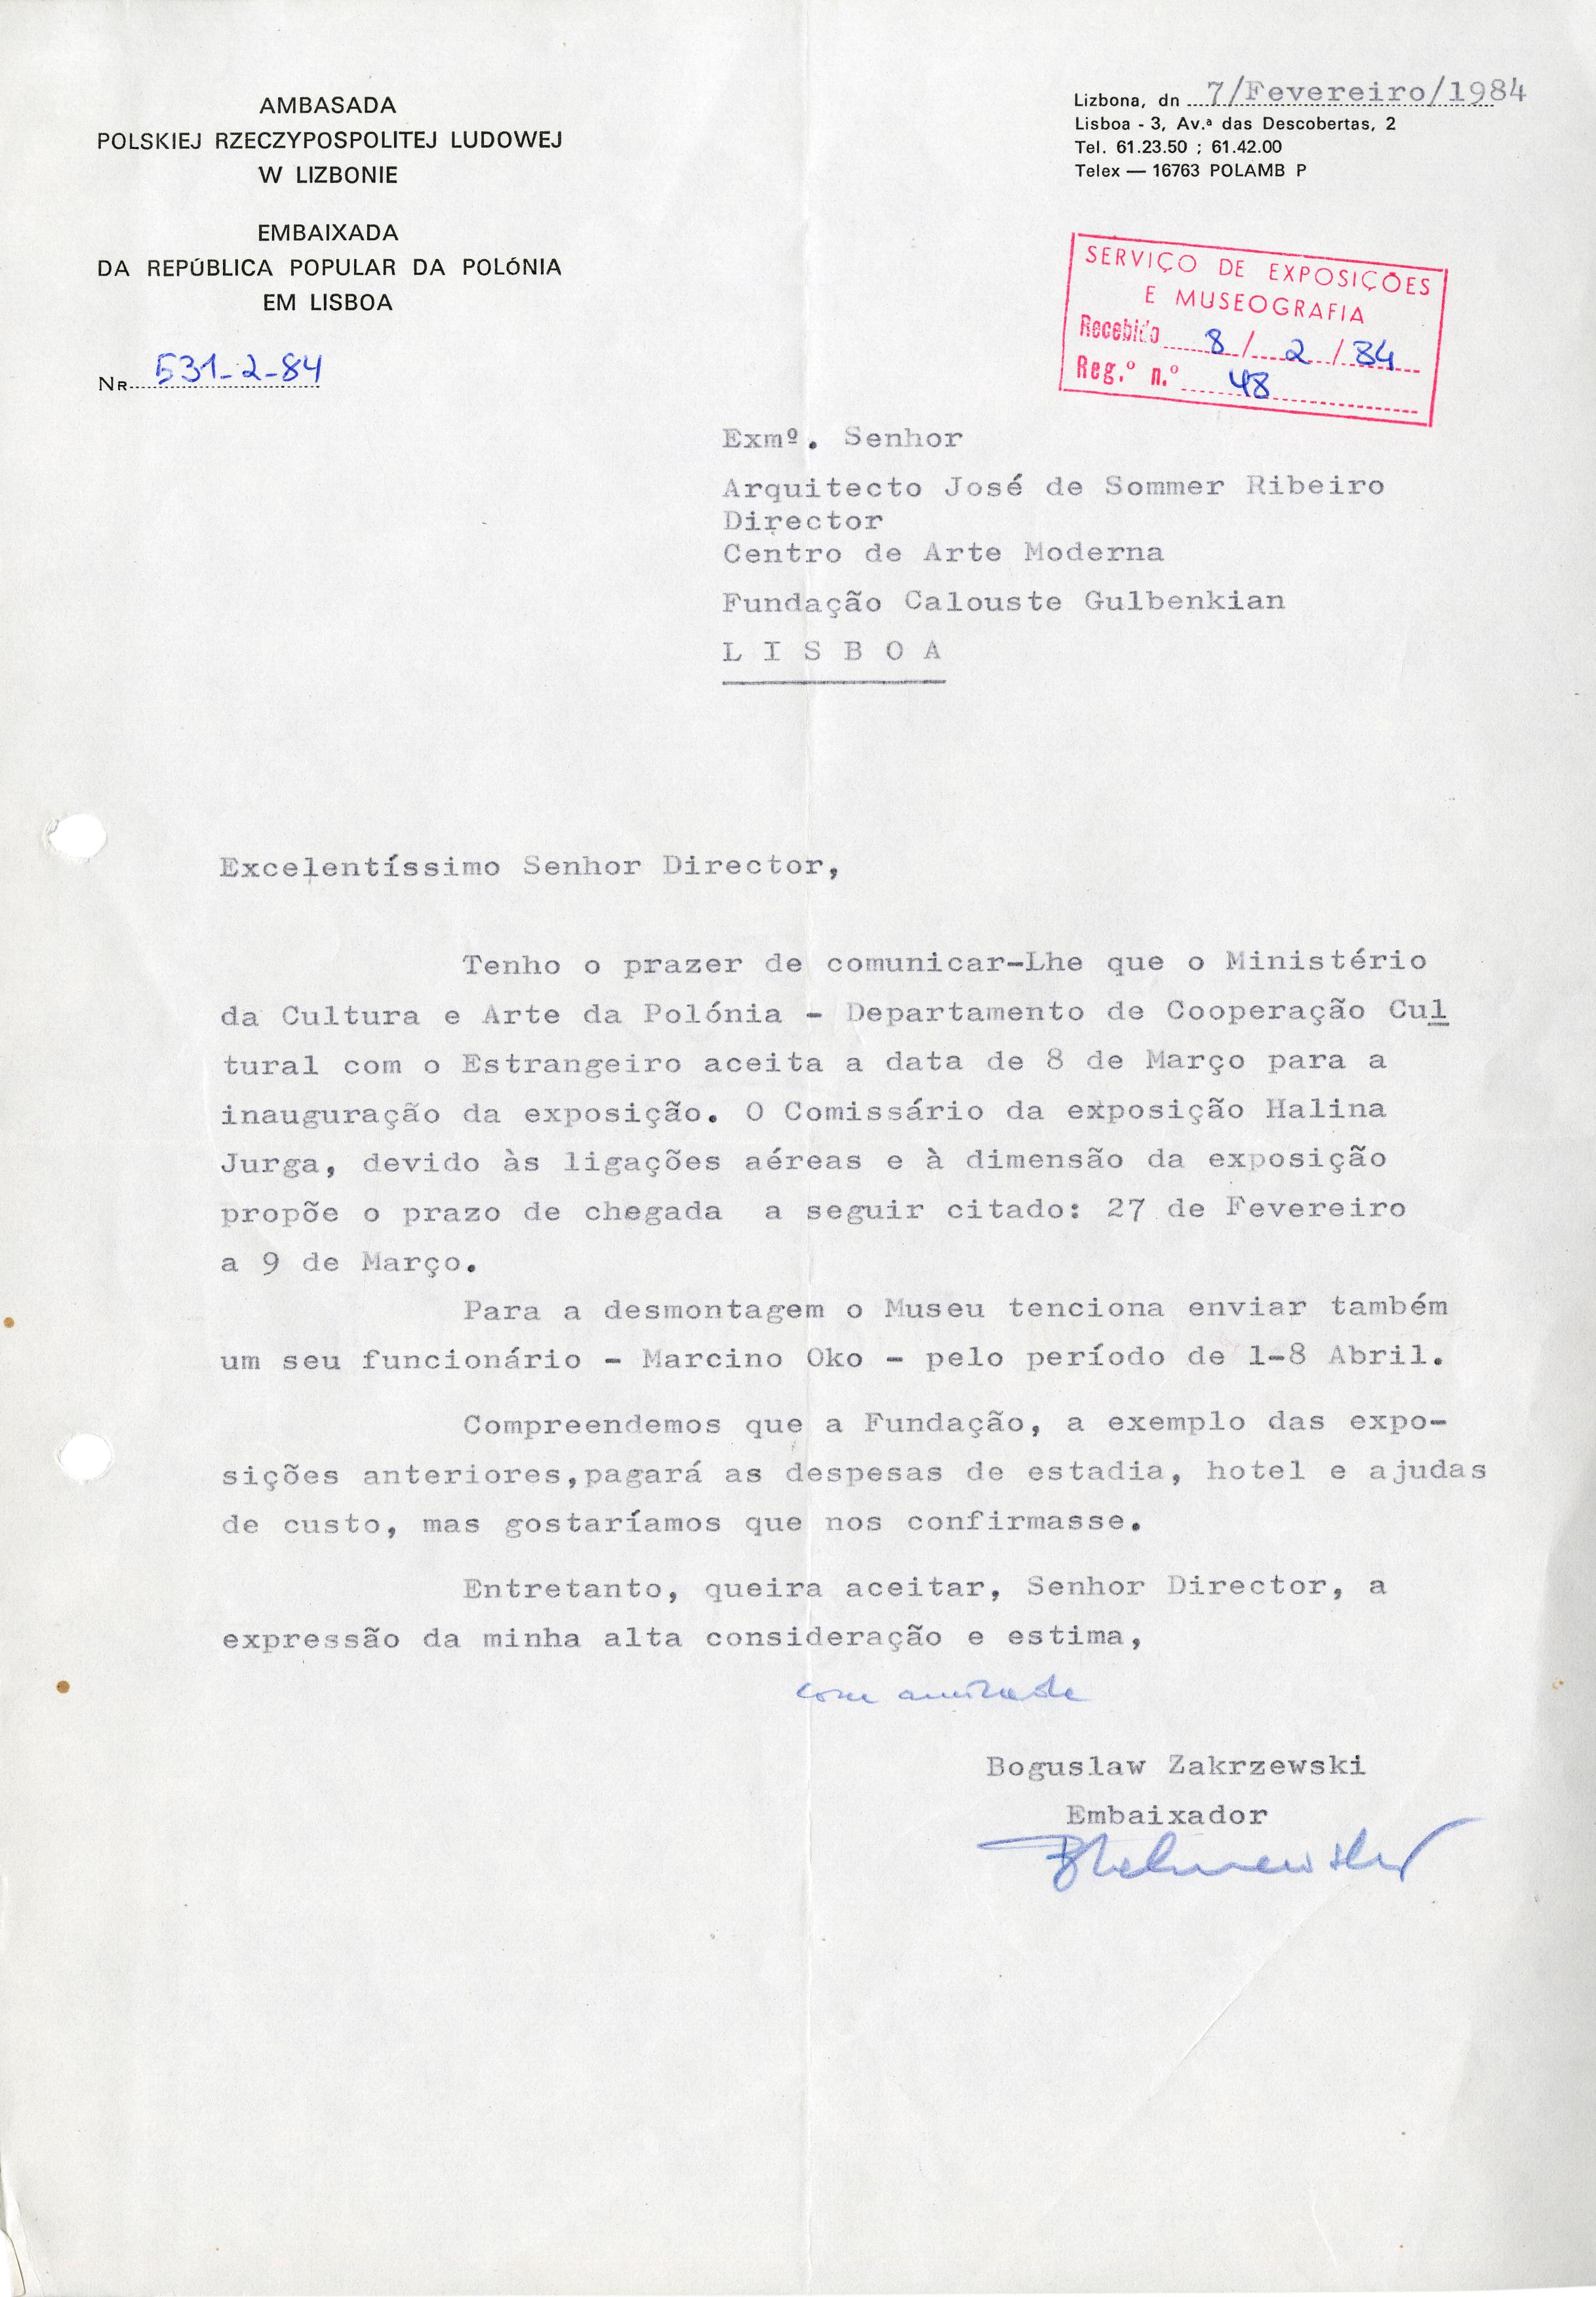 AMBASADA
POLSKIEJ RZECZYPOSPOLITEJ LUDOWEJ
W LIZBONIE
EMBAIXADA
DA REPÚBLICA POPULAR DA POLÓNIA
EM LISBOA
NR 531-2-84
Lizbona, dn 7/Fevereiro/1984
Lisboa - 3, Av.ª das Descobertas, 2
Tel. 61.23.50 ; 61.42.00
Telex — 16763 POLAMB P
SERVIÇO DE EXPOSIÇÕES
E MUSEOGRAFIA
Recebido 8 / 2 / 84
Reg.º n.º 48
Exmº. Senhor
Arquitecto José de Sommer Ribeiro
Director
Centro de Arte Moderna
Fundação Calouste Gulbenkian
L I S B O A
Excelentíssimo Senhor Director,
Tenho o prazer de comunicar-Lhe que o Ministério
da Cultura e Arte da Polónia - Departamento de Cooperação Cul
tural com o Estrangeiro aceita a data de 8 de Março para a
inauguração da exposição. O Comissário da exposição Halina
Jurga, devido às ligações aéreas e à dimensão da exposição
propõe o prazo de chegada a seguir citado: 27 de Fevereiro
a 9 de Março.
Para a desmontagem o Museu tenciona enviar também
um seu funcionário - Marcino Oko - pelo período de 1-8 Abril.
Compreendemos que a Fundação, a exemplo das expo-
sições anteriores,pagará as despesas de estadia, hotel e ajudas
de custo, mas gostaríamos que nos confirmasse.
Entretanto, queira aceitar, Senhor Director, a
expressão da minha alta consideração e estima,
com amizade
Boguslaw Zakrzewski
Embaixador